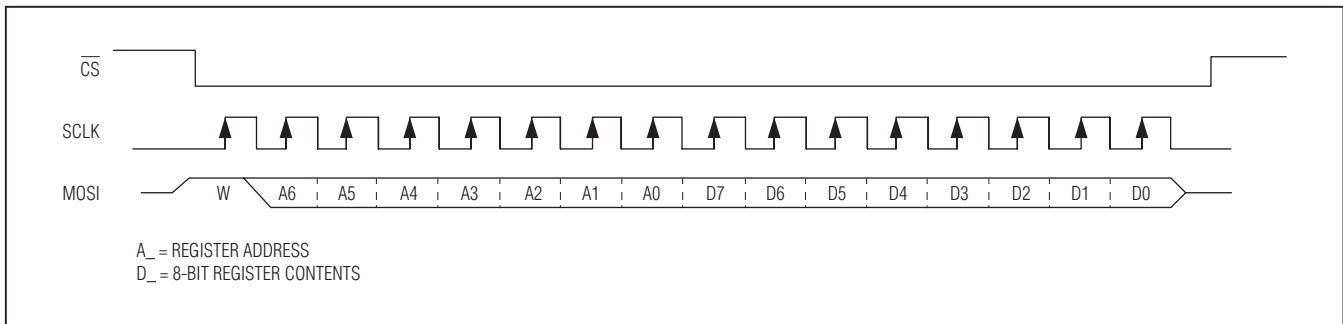 CS
SCLK
MOSI W A6 A5 A4 A3 A2 A1 A0 D7 D6 D5 D4 D3 D2 D1 D0
A_ = REGISTER ADDRESS
D_ = 8-BIT REGISTER CONTENTS